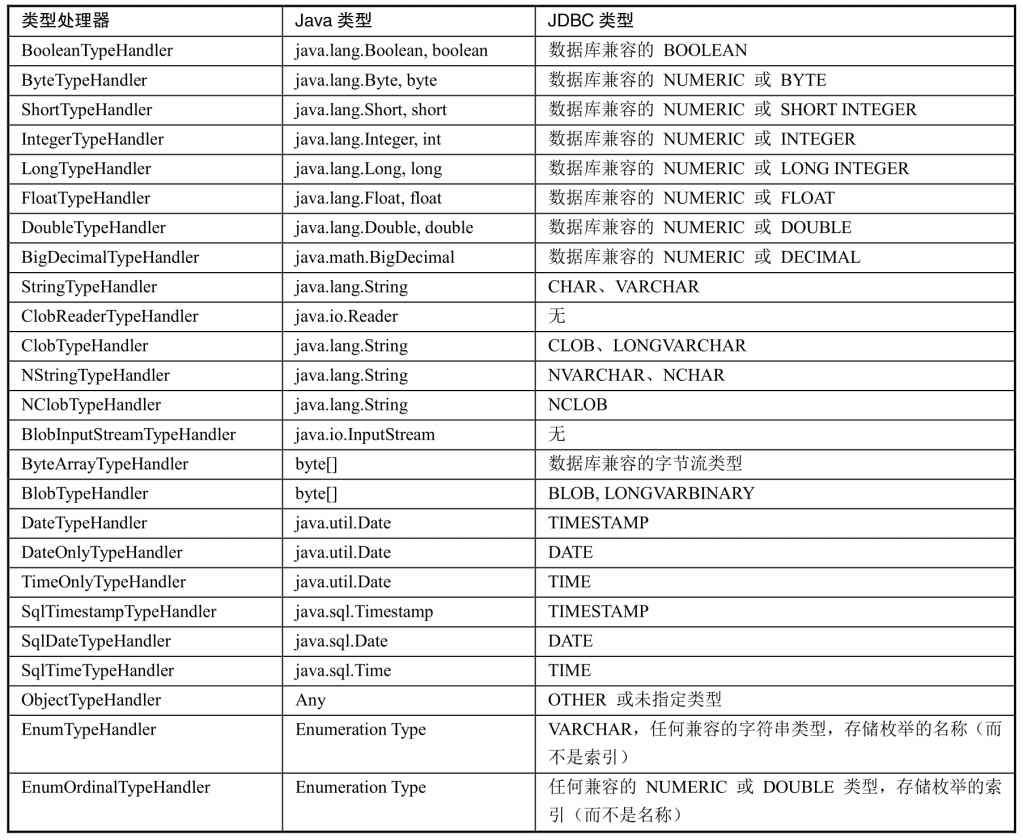 类型处理器 Java 类型 JDBC 类型
BooleanTypeHandler java.lang.Boolean, boolean 数据库兼容的 BOOLEAN
ByteTypeHandler java.lang.Byte, byte 数据库兼容的 NUMERIC 或 BYTE
ShortTypeHandler java.lang.Short, short 数据库兼容的 NUMERIC 或 SHORT INTEGER
IntegerTypeHandler java.lang.Integer, int 数据库兼容的 NUMERIC 或 INTEGER
LongTypeHandler java.lang.Long, long 数据库兼容的 NUMERIC 或 LONG INTEGER
FloatTypeHandler java.lang.Float, float 数据库兼容的 NUMERIC 或 FLOAT
DoubleTypeHandler java.lang.Double, double 数据库兼容的 NUMERIC 或 DOUBLE
BigDecimalTypeHandler java.math.BigDecimal 数据库兼容的 NUMERIC 或 DECIMAL
StringTypeHandler java.lang.String CHAR、VARCHAR
ClobReaderTypeHandler java.io.Reader 无
ClobTypeHandler java.lang.String CLOB、LONGVARCHAR
NStringTypeHandler java.lang.String NVARCHAR、NCHAR
NClobTypeHandler java.lang.String NCLOB
BlobInputStreamTypeHandler java.io.InputStream 无
ByteArrayTypeHandler byte[] 数据库兼容的字节流类型
BlobTypeHandler byte[] BLOB, LONGVARBINARY
DateTypeHandler java.util.Date TIMESTAMP
DateOnlyTypeHandler java.util.Date DATE
TimeOnlyTypeHandler java.util.Date TIME
SqlTimestampTypeHandler java.sql.Timestamp TIMESTAMP
SqlDateTypeHandler java.sql.Date DATE
SqlTimeTypeHandler java.sql.Time TIME
ObjectTypeHandler Any OTHER 或未指定类型
EnumTypeHandler Enumeration Type VARCHAR，任何兼容的字符串类型，存储枚举的名称（而
不是索引）
EnumOrdinalTypeHandler Enumeration Type 任何兼容的 NUMERIC 或 DOUBLE 类型，存储枚举的索
引（而不是名称）